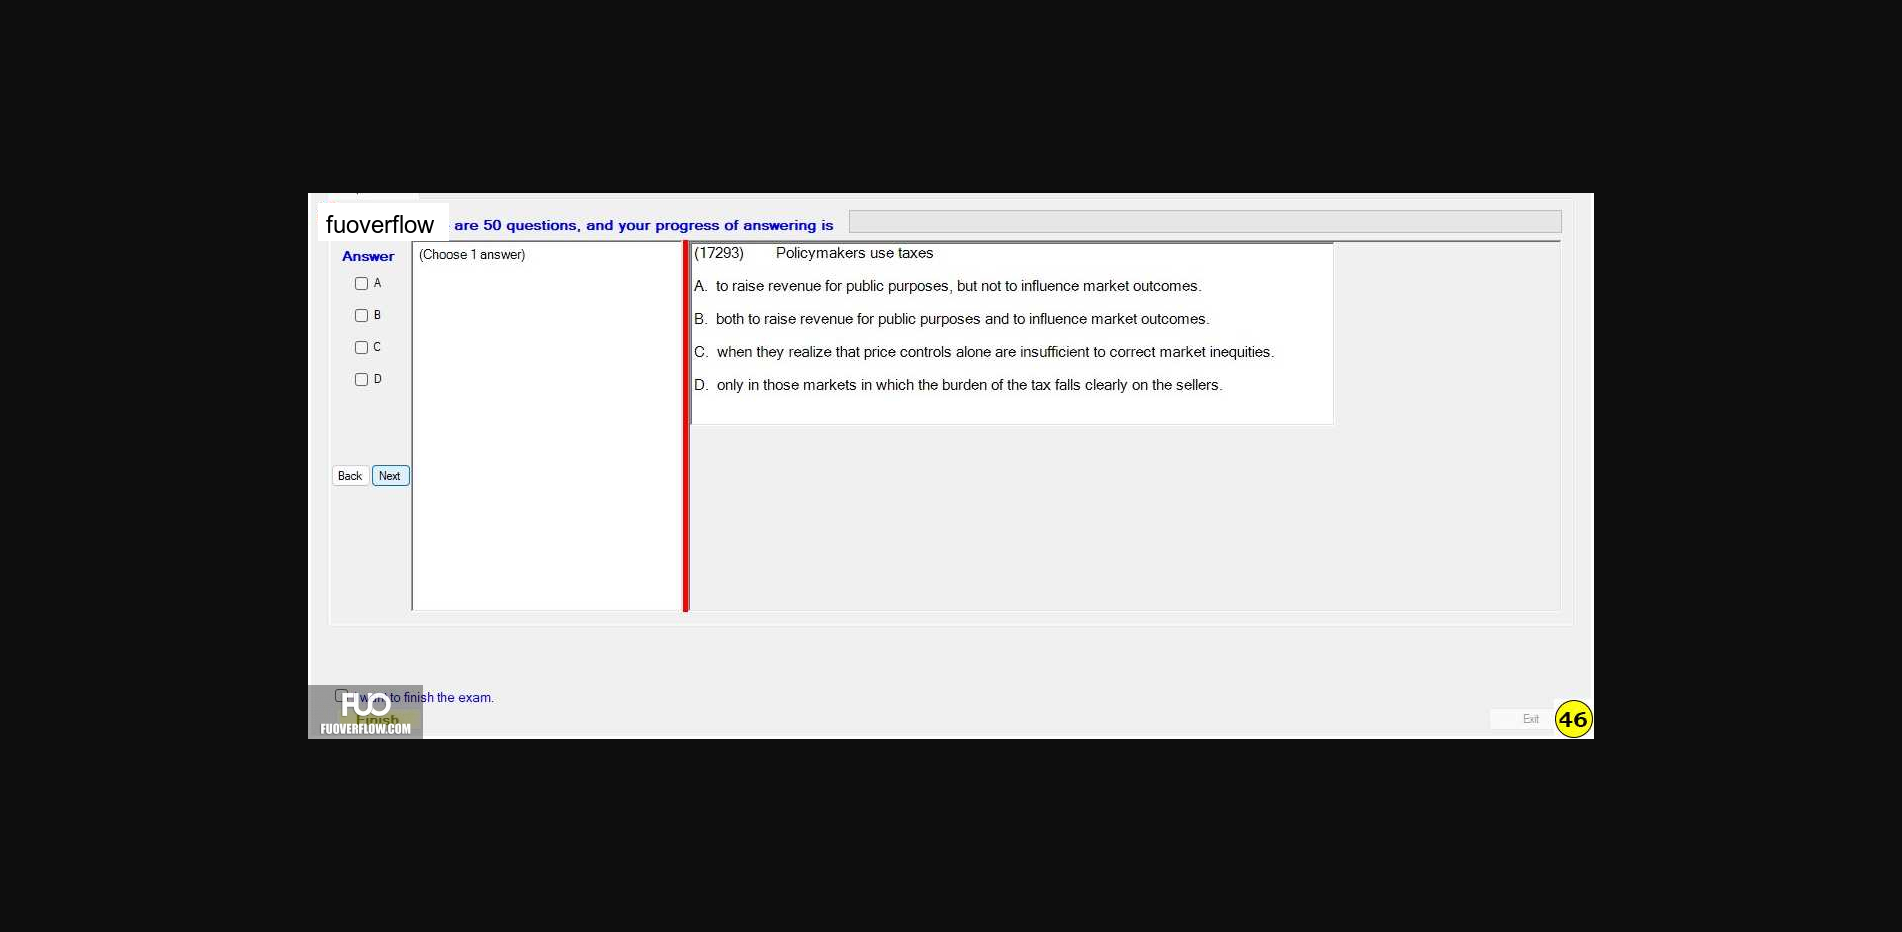 fuoverflow are 50 questions, and your progress of answering is
Answer
(Choose 1 answer)
A
B
C
D
Back Next
(17293) Policymakers use taxes
A. to raise revenue for public purposes, but not to influence market outcomes.
B. both to raise revenue for public purposes and to influence market outcomes.
C. when they realize that price controls alone are insufficient to correct market inequities.
D. only in those markets in which the burden of the tax falls clearly on the sellers.
want to finish the exam.
FUO
Finish
FUOVERFLOW.COM
Exit
46